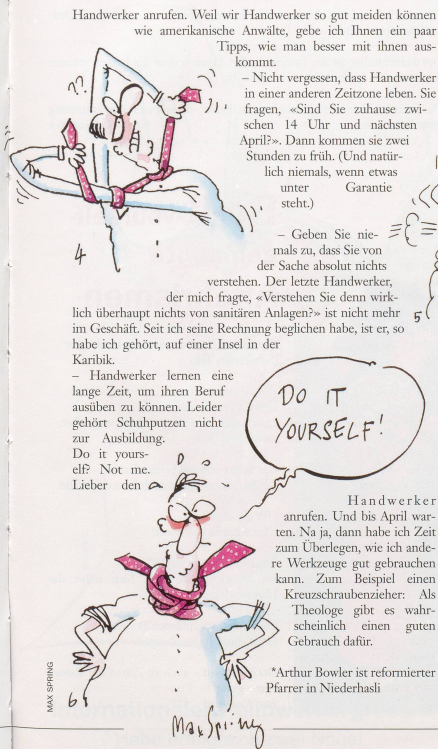 Handwerker anrufen. Weil wir Handwerker so gut meiden können
wie amerikanische Anwälte, gebe ich Ihnen ein paar
Tipps, wie man besser mit ihnen aus-
kommt.
– Nicht vergessen, dass Handwerker
in einer anderen Zeitzone leben. Sie
fragen, «Sind Sie zuhause zwi-
schen 14 Uhr und nächsten
April?». Dann kommen sie zwei
Stunden zu früh. (Und natür-
lich niemals, wenn etwas
unter Garantie
steht.)
??
4
– Geben Sie nie-
mals zu, dass Sie von
der Sache absolut nichts
verstehen. Der letzte Handwerker,
der mich fragte, «Verstehen Sie denn wirk-
lich überhaupt nichts von sanitären Anlagen?» ist nicht mehr
im Geschäft. Seit ich seine Rechnung beglichen habe, ist er, so
habe ich gehört, auf einer Insel in der
Karibik.
5
– Handwerker lernen eine
lange Zeit, um ihren Beruf
ausüben zu können. Leider
gehört Schuhputzen nicht
zur Ausbildung.
Do it yours-
elf? Not me.
Lieber den
DO IT
YOURSELF!
Handwerker
anrufen. Und bis April war-
ten. Na ja, dann habe ich Zeit
zum Überlegen, wie ich ande-
re Werkzeuge gut gebrauchen
kann. Zum Beispiel einen
Kreuzschraubenzieher: Als
Theologe gibt es wahr-
scheinlich einen guten
Gebrauch dafür.
*Arthur Bowler ist reformierter
Pfarrer in Niederhasli
MAX SPRING
6
Max Spring